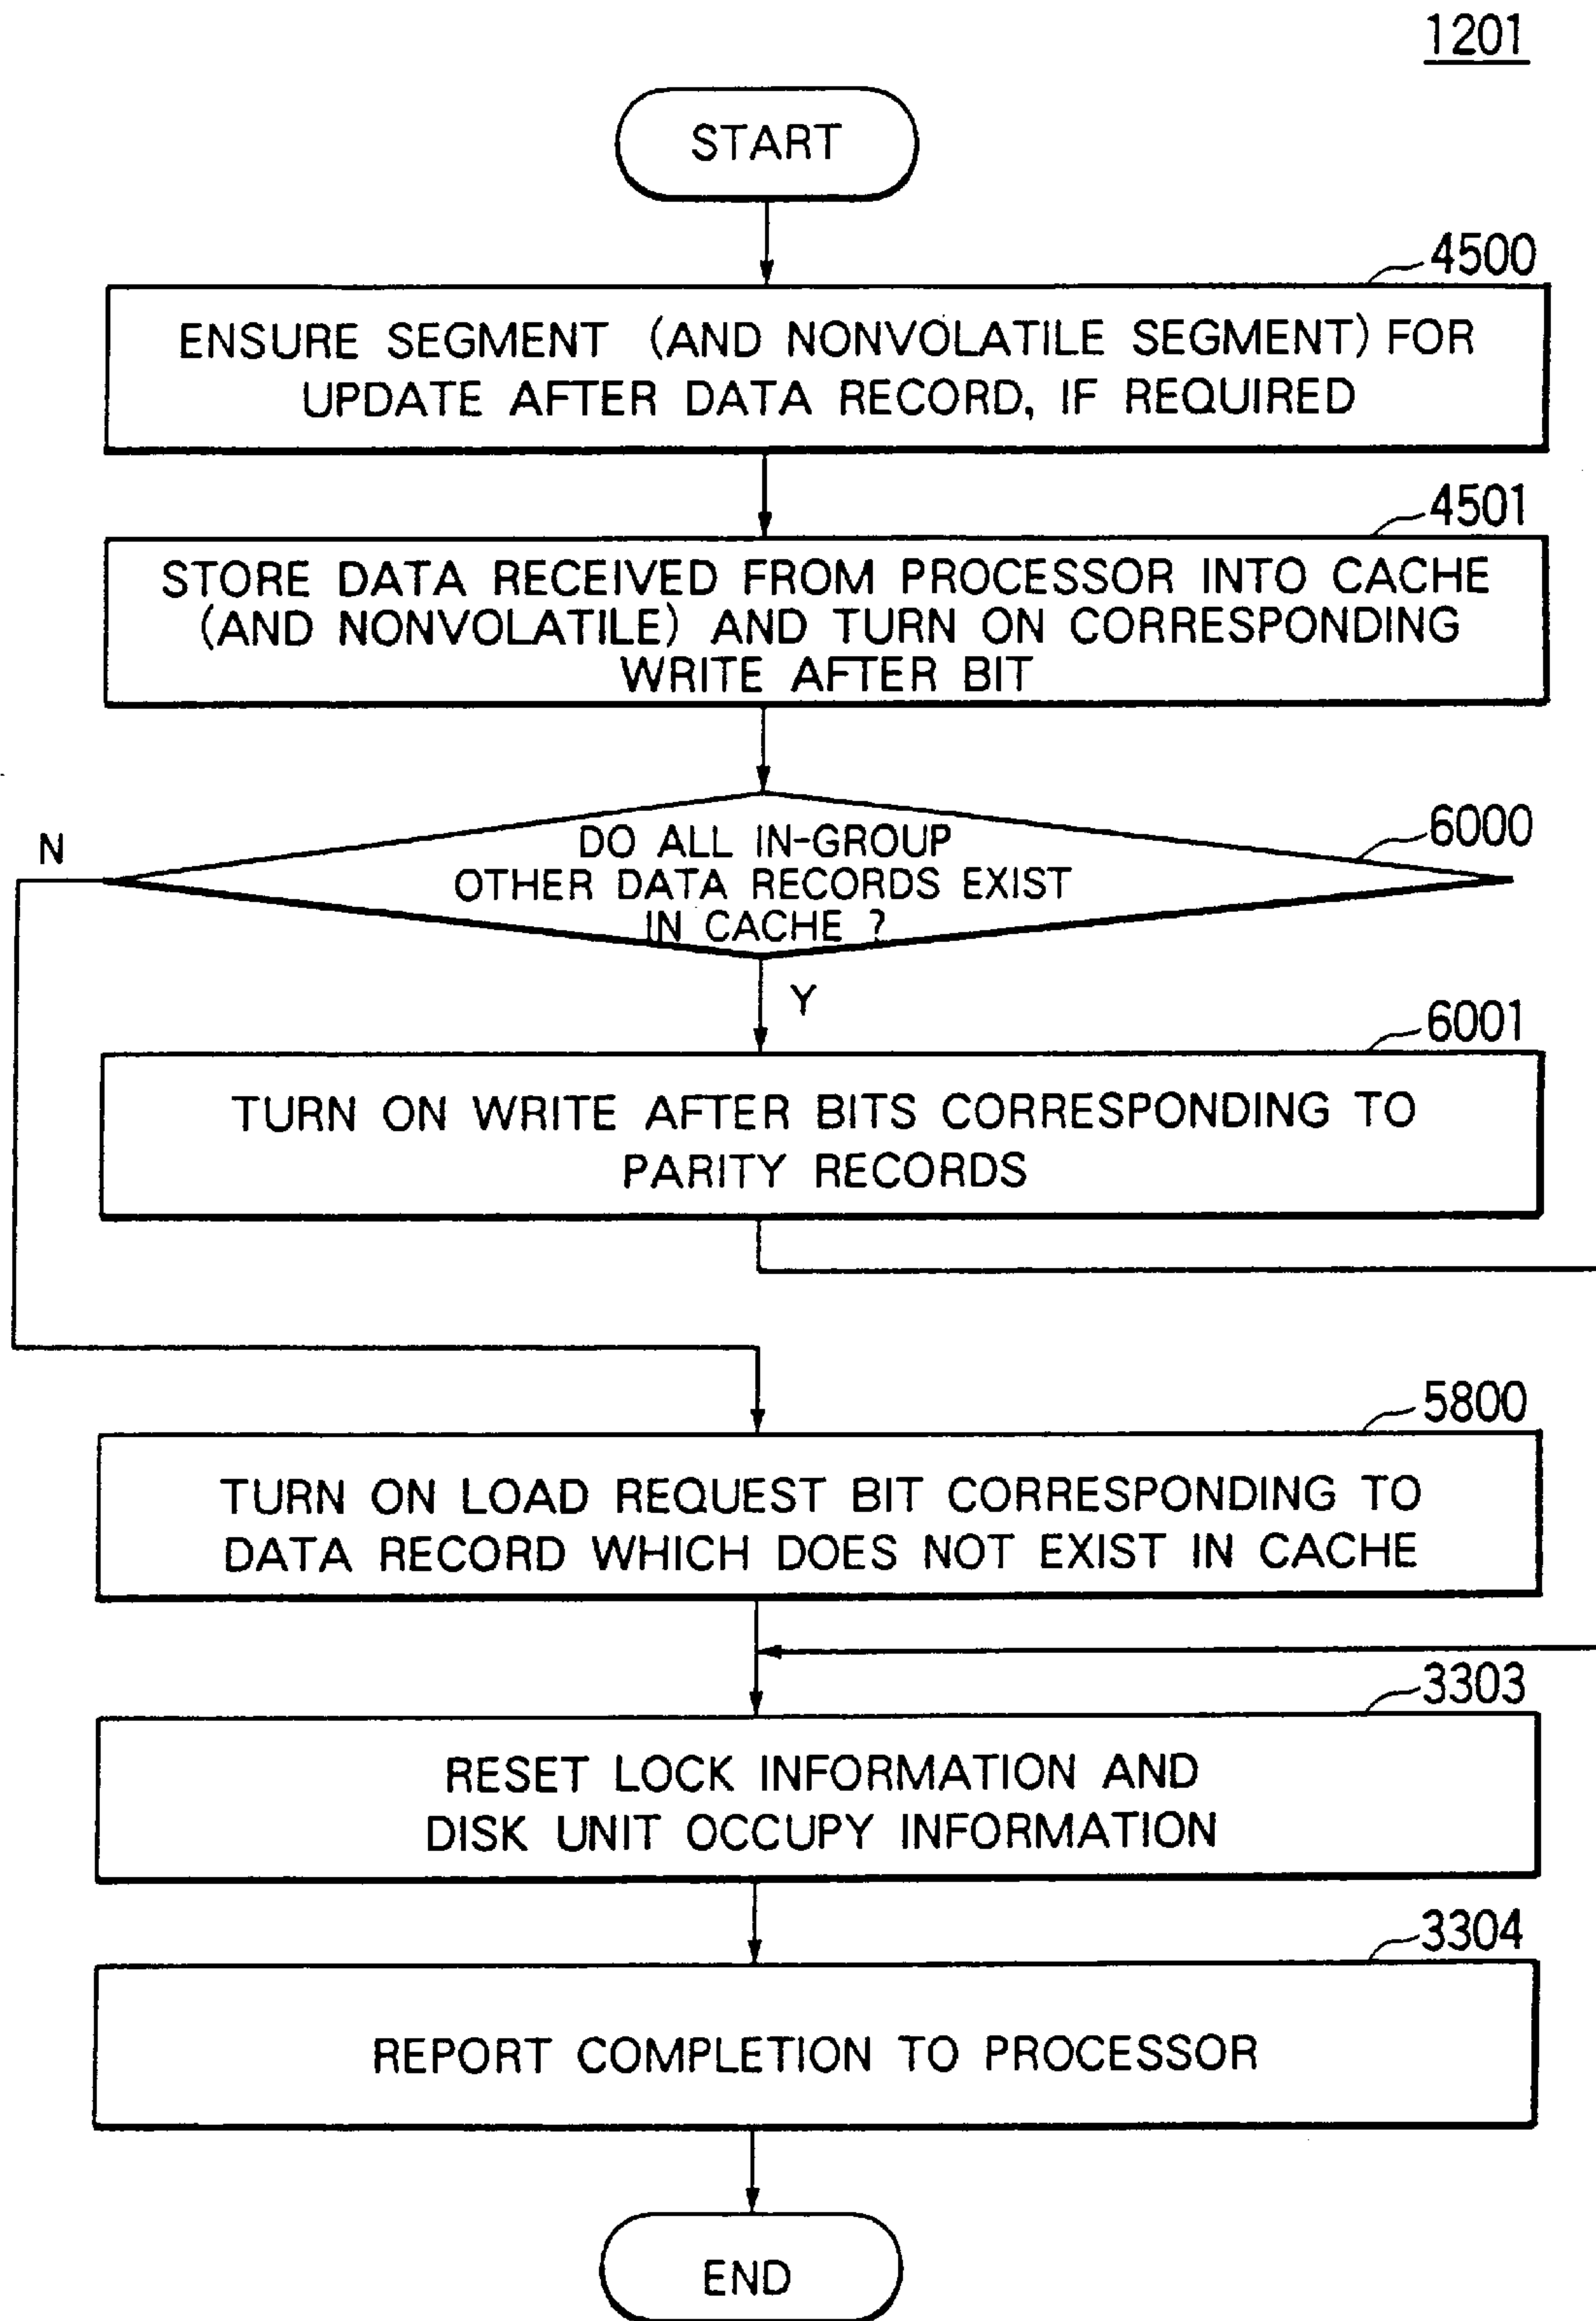 1201
START
4500
ENSURE SEGMENT (AND NONVOLATILE SEGMENT) FOR
UPDATE AFTER DATA RECORD, IF REQUIRED
4501
STORE DATA RECEIVED FROM PROCESSOR INTO CACHE
(AND NONVOLATILE) AND TURN ON CORRESPONDING
WRITE AFTER BIT
6000
N
DO ALL IN-GROUP
OTHER DATA RECORDS EXIST
IN CACHE ?
Y
6001
TURN ON WRITE AFTER BITS CORRESPONDING TO
PARITY RECORDS
5800
TURN ON LOAD REQUEST BIT CORRESPONDING TO
DATA RECORD WHICH DOES NOT EXIST IN CACHE
3303
RESET LOCK INFORMATION AND
DISK UNIT OCCUPY INFORMATION
3304
REPORT COMPLETION TO PROCESSOR
END